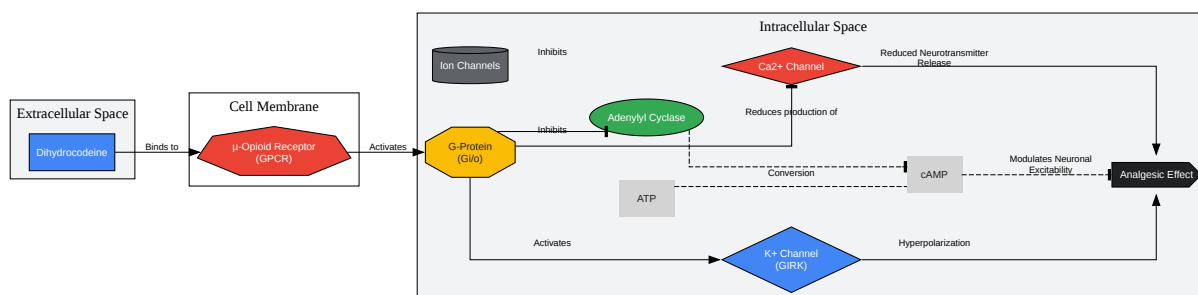 Intracellular Space
Inhibits
Reduced Neurotransmitter
Release
Ion Channels
Ca2+ Channel
Extracellular Space
Cell Membrane
Reduces production of
Adenylyl Cyclase
Inhibits
Dihydrocodeine
Binds to
μ-Opioid Receptor
(GPCR)
Activates
G-Protein
(Gi/o)
Modulates Neuronal
Excitability
Conversion
cAMP
Analgesic Effect
ATP
Activates
K+ Channel
(GIRK)
Hyperpolarization